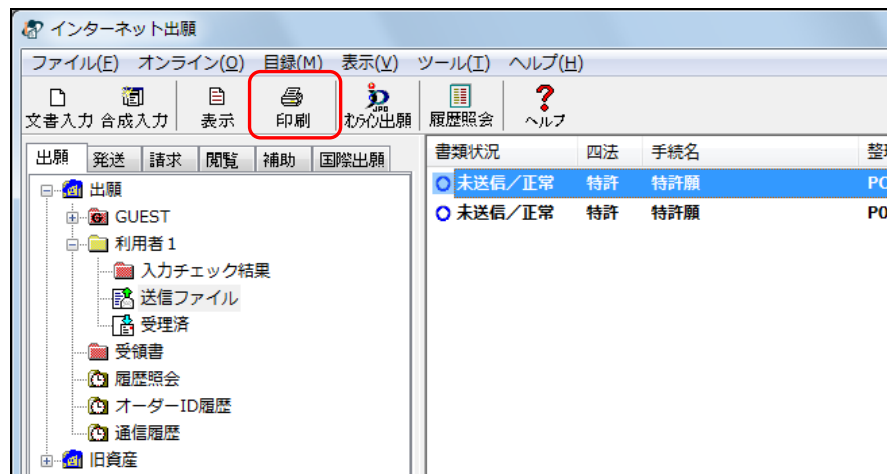 インターネット出願
ファイル(F) オンライン(O) 目録(M) 表示(V) ツール(T) ヘルプ(H)
文書入力 合成入力 表示 印刷 オンライン出願 履歴照会 ヘルプ
出願 発送 請求 閲覧 補助 国際出願
書類状況 四法 手続名 整
未送信／正常 特許 特許願
未送信／正常 特許 特許願
出願
GUEST
利用者１
入力チェック結果
送信ファイル
受理済
受領書
履歴照会
オーダーID履歴
通信履歴
旧資産